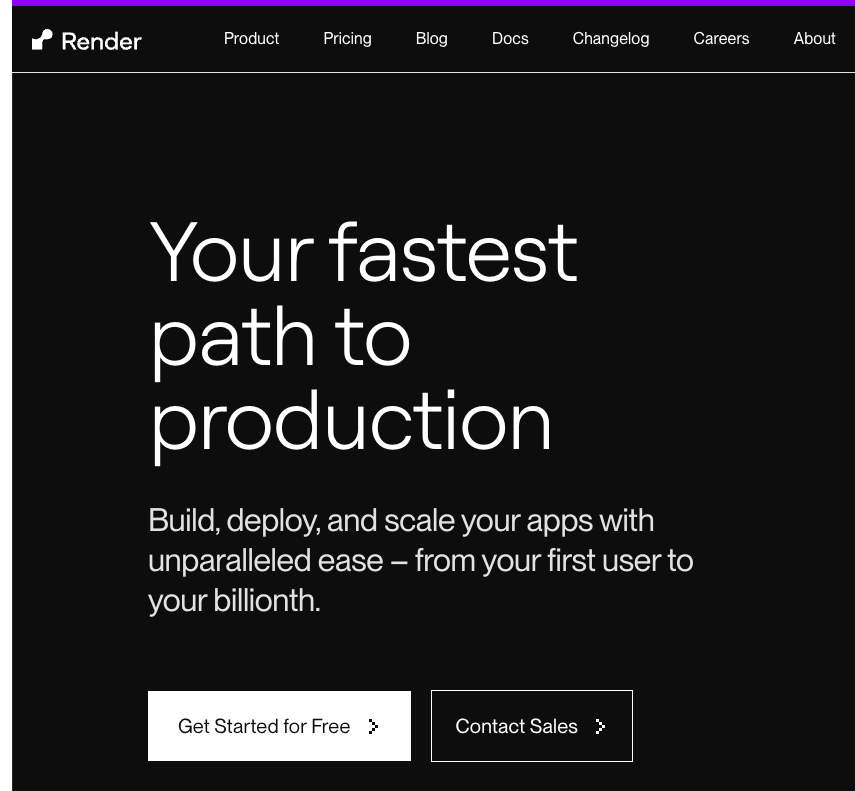 Render
Product Pricing Blog Docs Changelog Careers About
Your fastest
path to
production
Build, deploy, and scale your apps with
unparalleled ease – from your first user to
your billionth.
Get Started for Free
Contact Sales